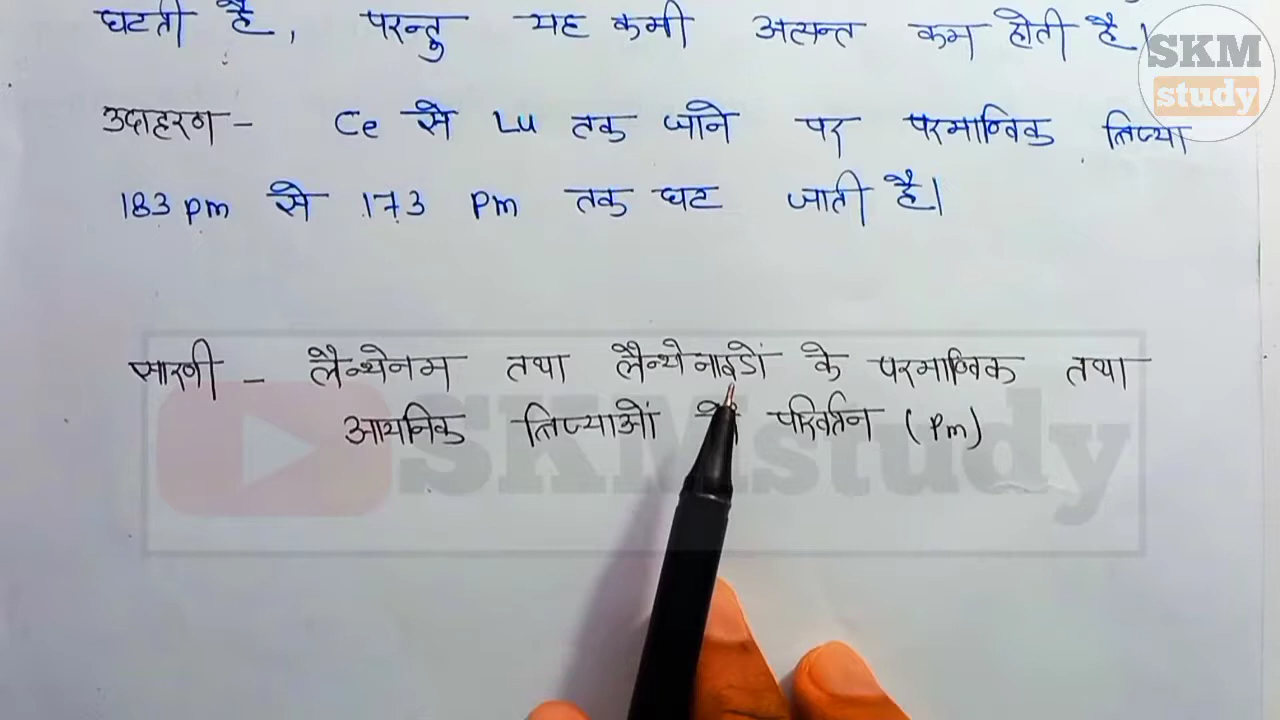 घटती है, परन्तु यह कमी अत्यन्त कम होती है।
SKM
study
उदाहरण - Ce से Lu तक जाने पर परमाण्विक त्रिज्या
183 pm से 173 pm तक घट जाती है।
सारणी - लैन्थेनम तथा लैन्थेनाइडों के परमाण्विक तथा
आयनिक त्रिज्याओं परिवर्तन (Pm)
SKMstudy